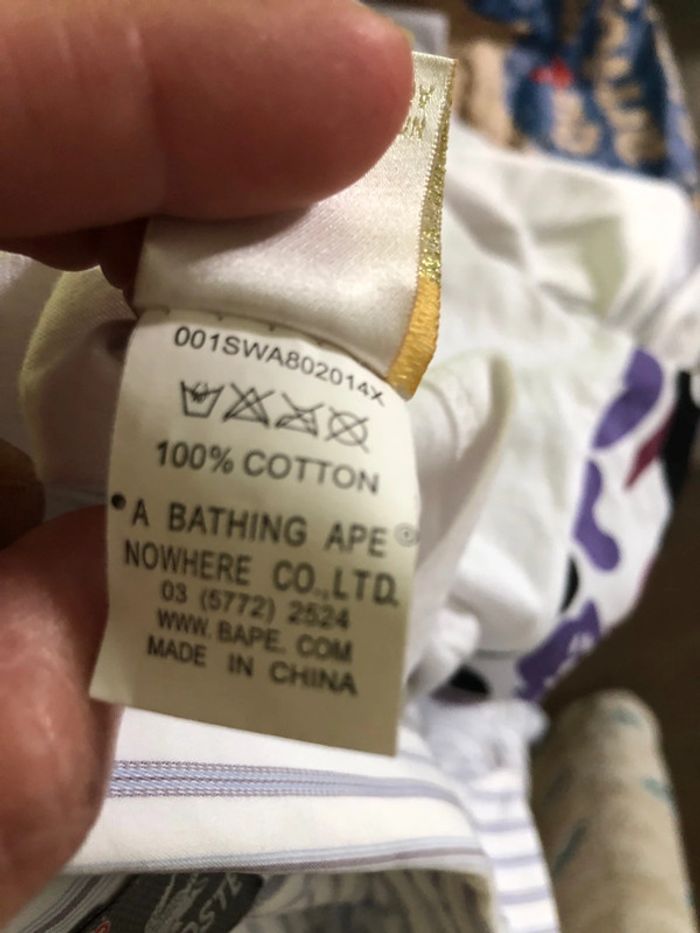 001SWA802014X
100% COTTON
A BATHING APE ©
NOWHERE CO.,LTD.
03 (5772) 2524
WWW. BAPE. COM
MADE IN CHINA